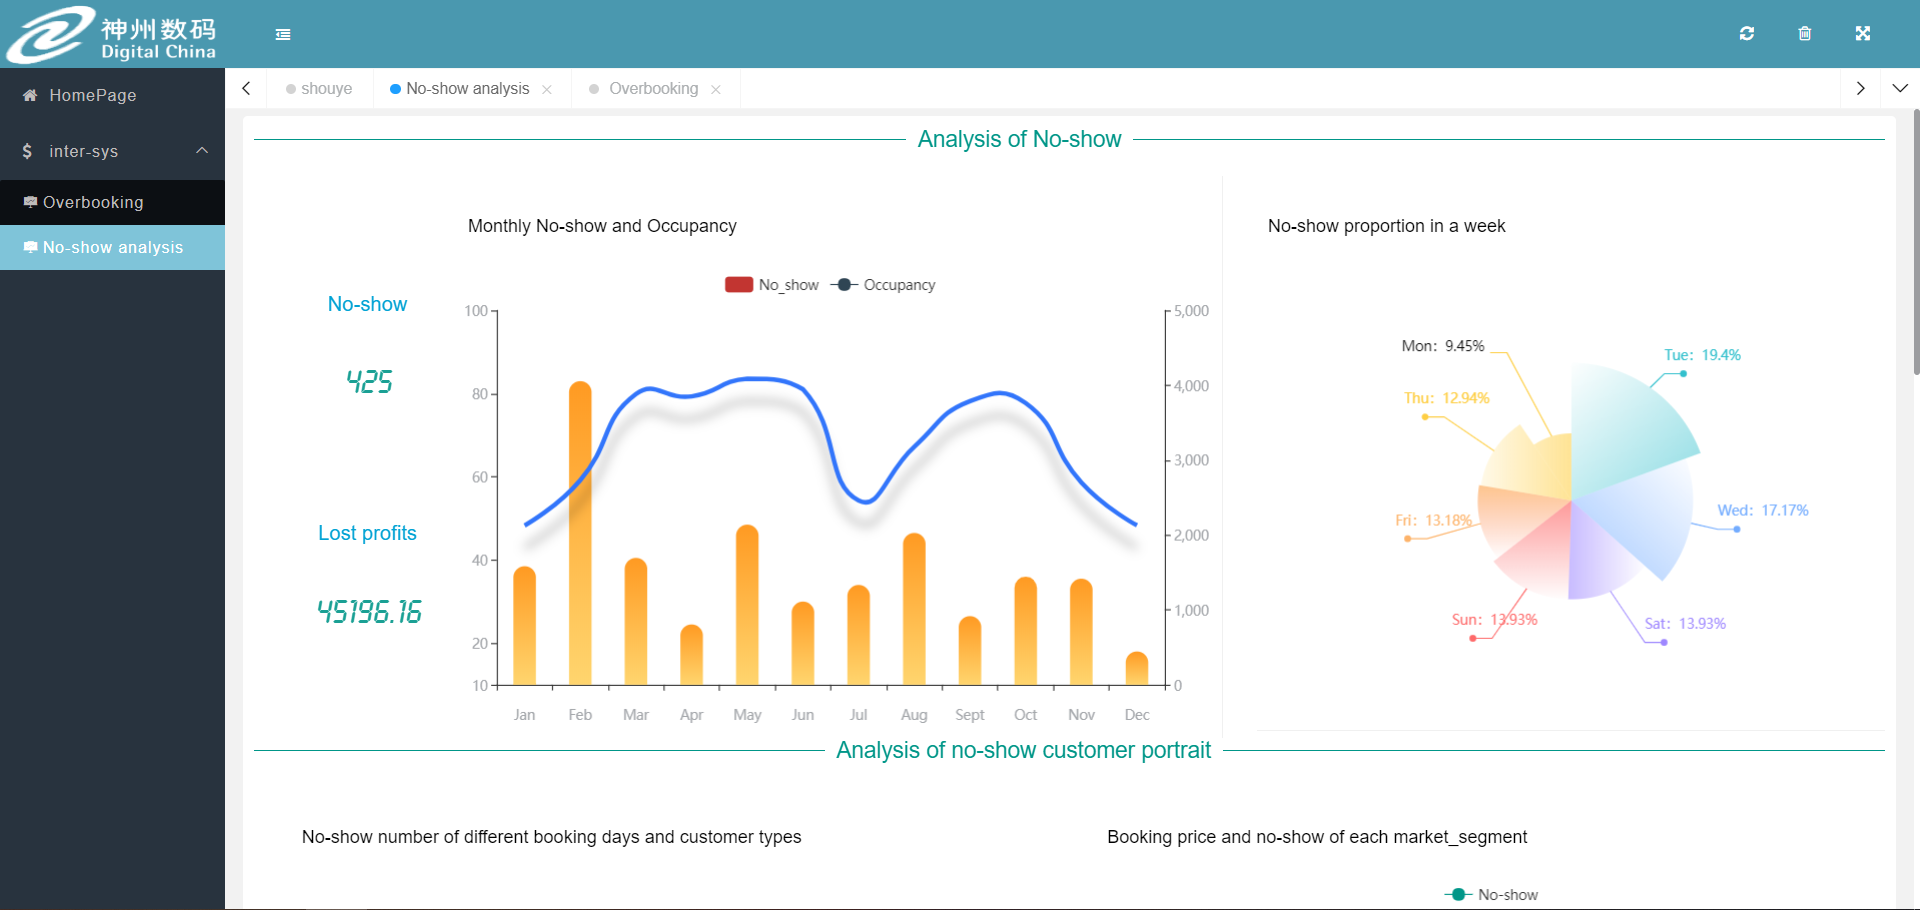 神州数码
Digital China
HomePage
inter-sys
Overbooking
No-show analysis
shouye
No-show analysis
Overbooking
Analysis of No-show
Monthly No-show and Occupancy
No-show proportion in a week
No-show
425
Lost profits
45196.16
No_show
Occupancy
100
80
60
40
20
10
5,000
4,000
3,000
2,000
1,000
0
Jan
Feb
Mar
Apr
May
Jun
Jul
Aug
Sept
Oct
Nov
Dec
Mon: 9.45%
Tue: 19.4%
Thu: 12.94%
Wed: 17.17%
Fri: 13.18%
Sun: 13.93%
Sat: 13.93%
Analysis of no-show customer portrait
No-show number of different booking days and customer types
Booking price and no-show of each market_segment
No-show